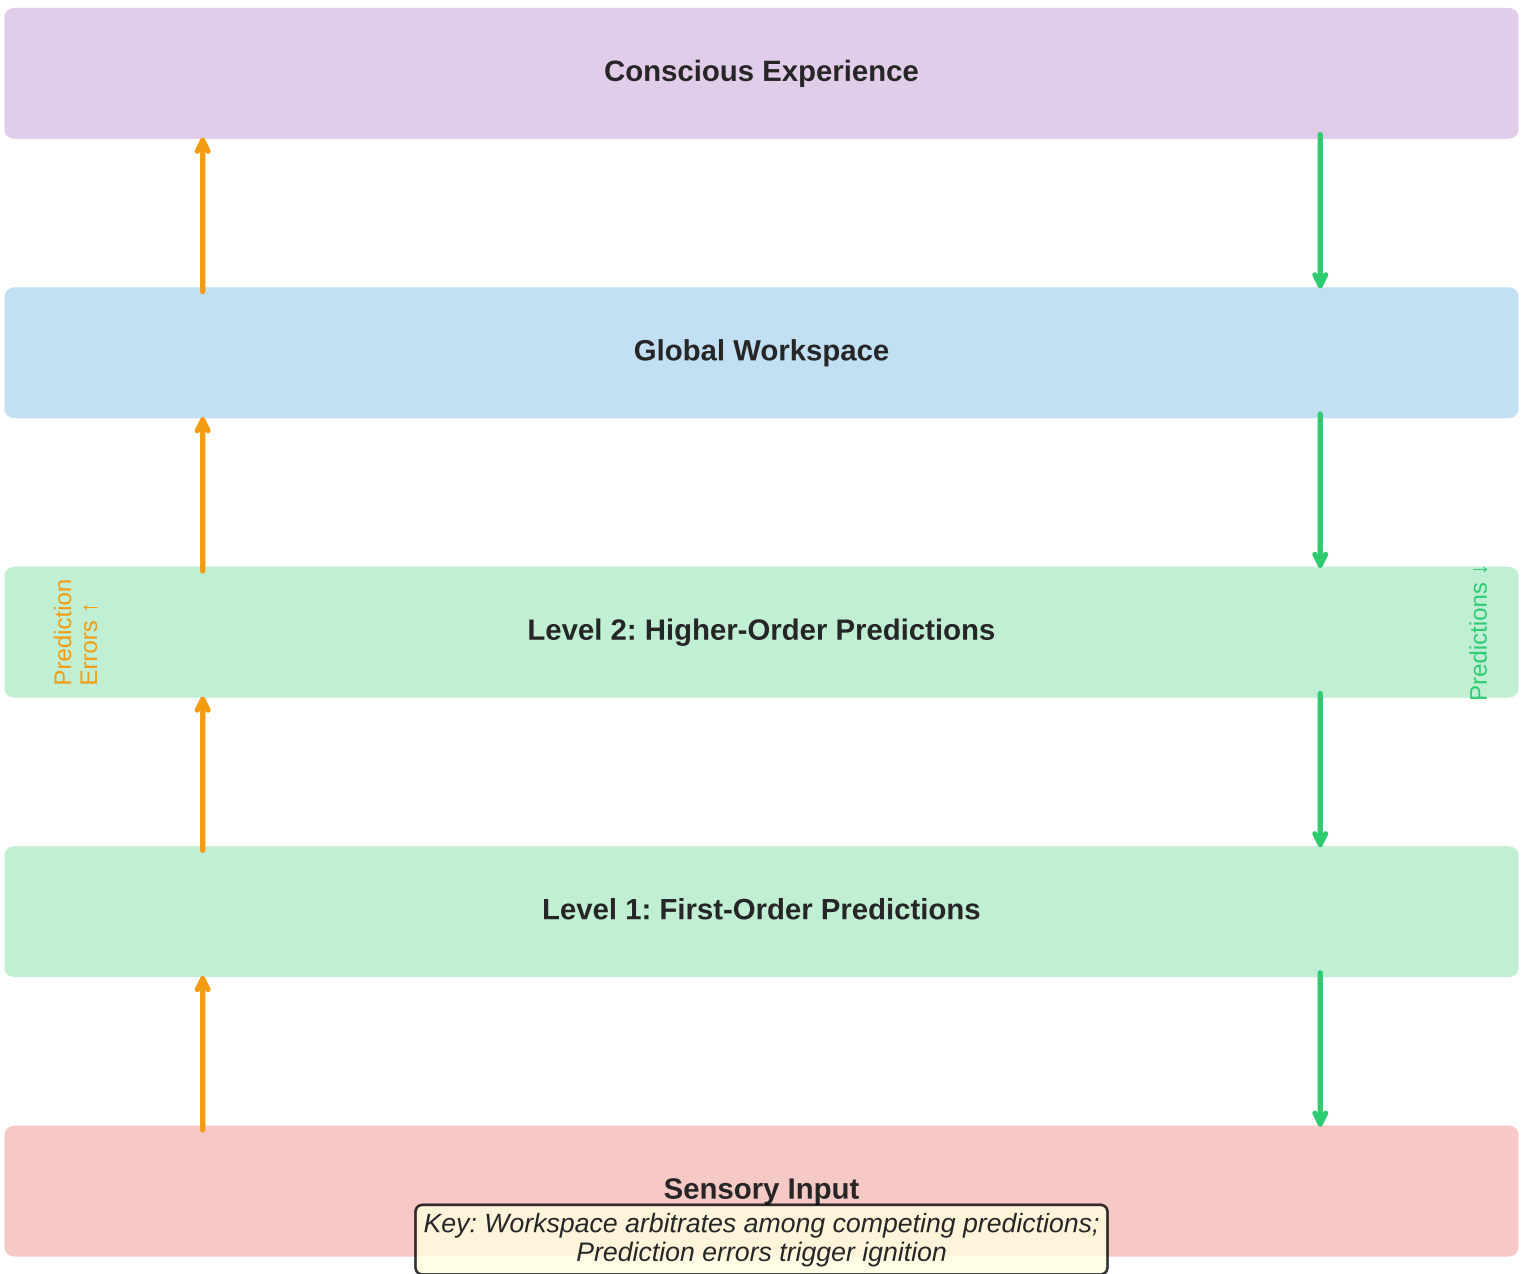 Conscious Experience
Global Workspace
Prediction
Errors ↑
Level 2: Higher-Order Predictions
Predictions ↓
Level 1: First-Order Predictions
Sensory Input
Key: Workspace arbitrates among competing predictions;
Prediction errors trigger ignition